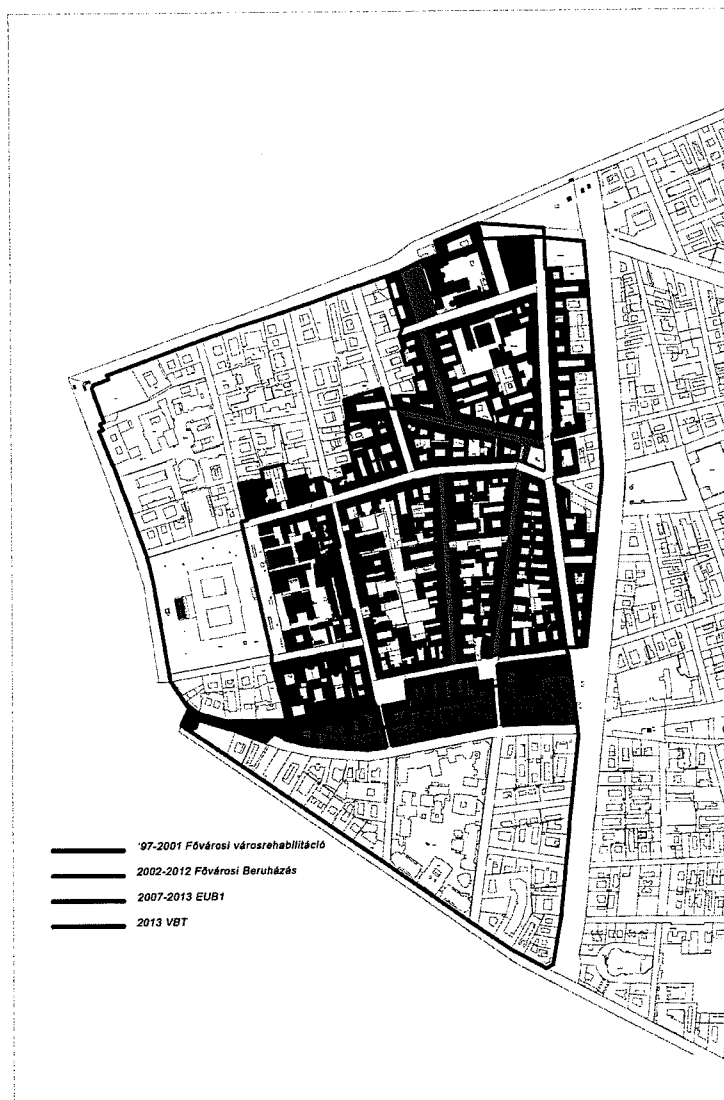 '97-2001 Fővárosi városrehabilitáció
2002-2012 Fővárosi Beruházás
2007-2013 EUB1
2013 VBT